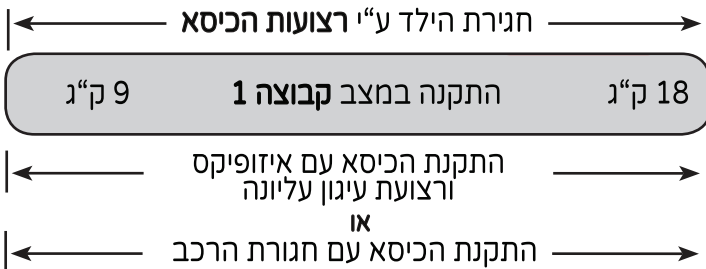 חגירת הילד ע“י רצועות הכיסא
18 ק“ג התקנה במצב קבוצה 1 9 ק“ג
התקנת הכיסא עם איזופיקס
ורצועת עיגון עליונה
או
התקנת הכיסא עם חגורת הרכב